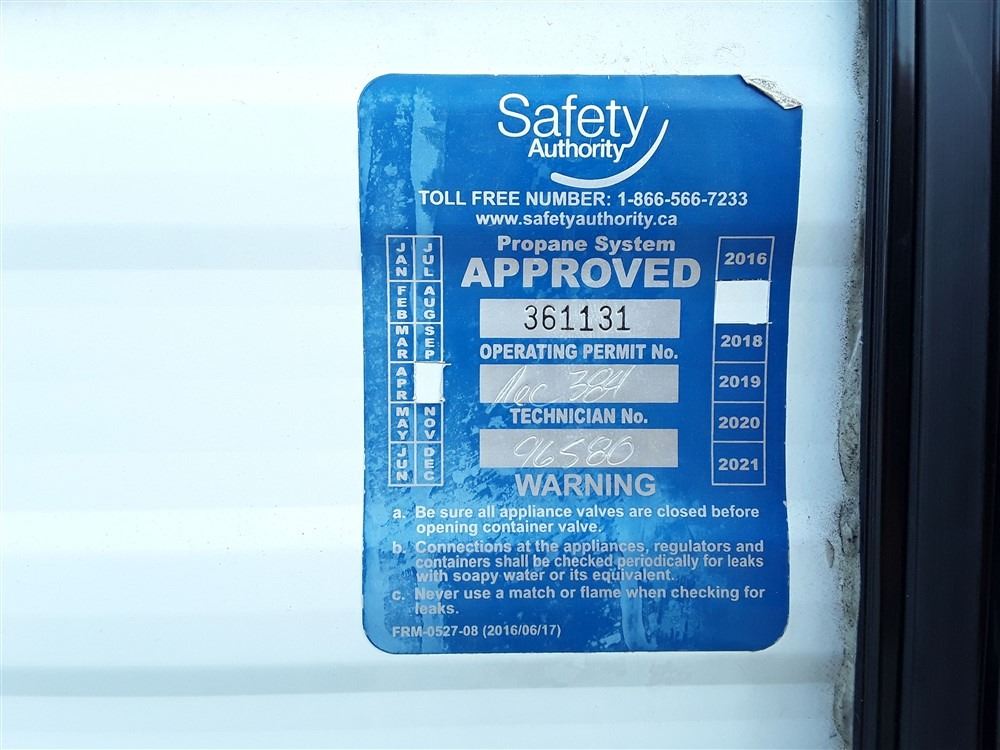 Safety
Authority
TOLL FREE NUMBER: 1-866-566-7233
www.safetyauthority.ca
Propane System
APPROVED
361131
OPERATING PERMIT No.
384
TECHNICIAN No.
96580
WARNING
JAN JUL
FEB AUG
MAR SEP
APR
MAY NOV
JUN DEC
2016
2018
2019
2020
2021
a. Be sure all appliance valves are closed before
opening container valve.
b. Connections at the appliances, regulators and
containers shall be checked periodically for leaks
with soapy water or its equivalent.
c. Never use a match or flame when checking for
leaks.
FRM-0527-08 (2016/06/17)